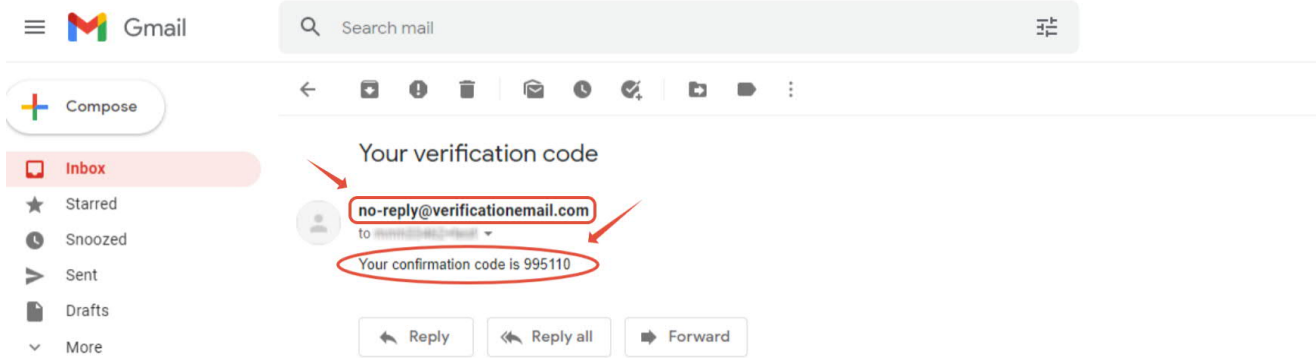 Gmail
Search mail
Compose
Inbox
Starred
Snoozed
Sent
Drafts
More
Your verification code
no-reply@verificationemail.com
to
Your confirmation code is 995110
Reply
Reply all
Forward